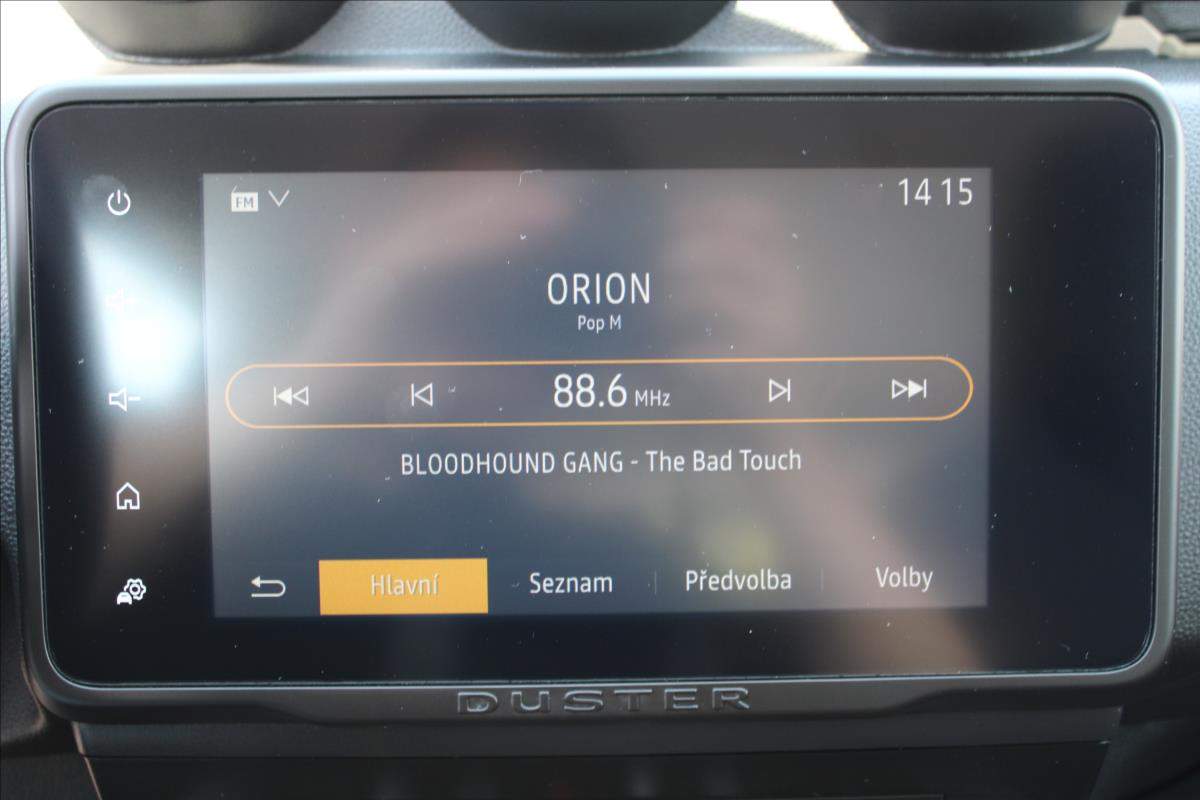 FM
14 15
ORION
Pop M
88.6 MHz
BLOODHOUND GANG - The Bad Touch
Hlavní Seznam Předvolba Volby
DUSTER